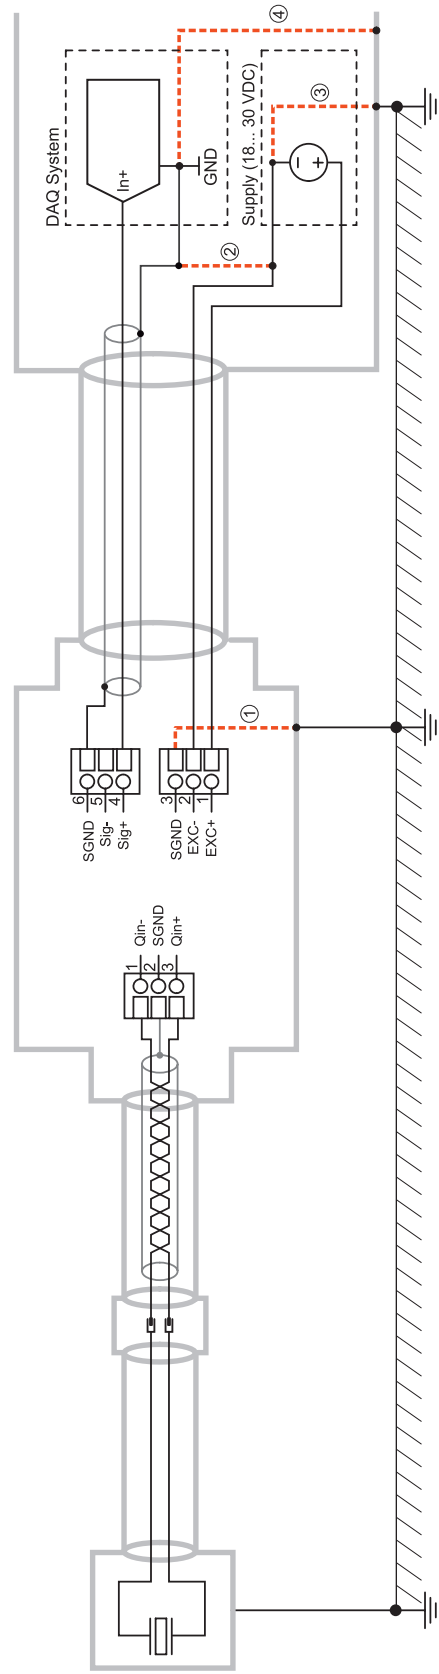 ④
③
DAQ System
In+
GND
Supply (18... 30 VDC)
②
①
6
5
4
SGND
Sig-
Sig+
3
2
1
SGND
EXC-
EXC+
Qin-
SGND
Qin+
1
2
3